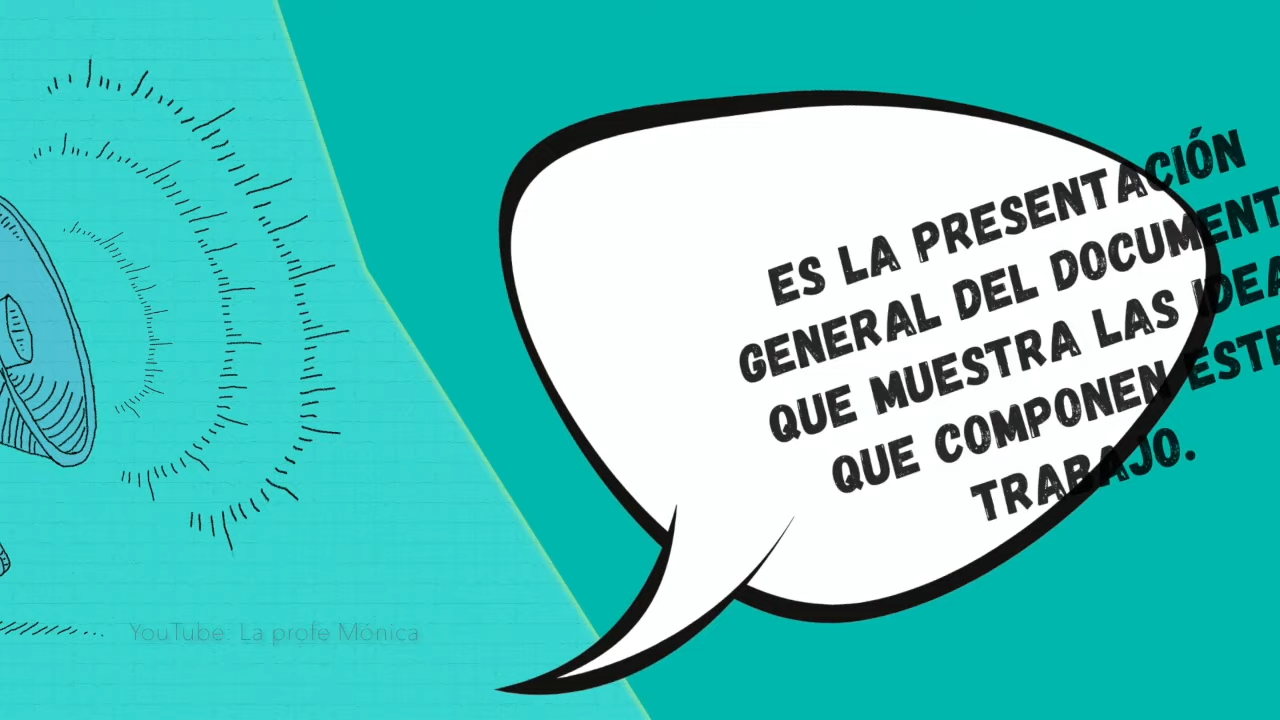 ES LA PRESENTACIÓN
GENERAL DEL DOCUMENT
QUE MUESTRA LAS IDEA
QUE COMPONEN ESTE
TRABAJO.
YouTube: La profe Mónica